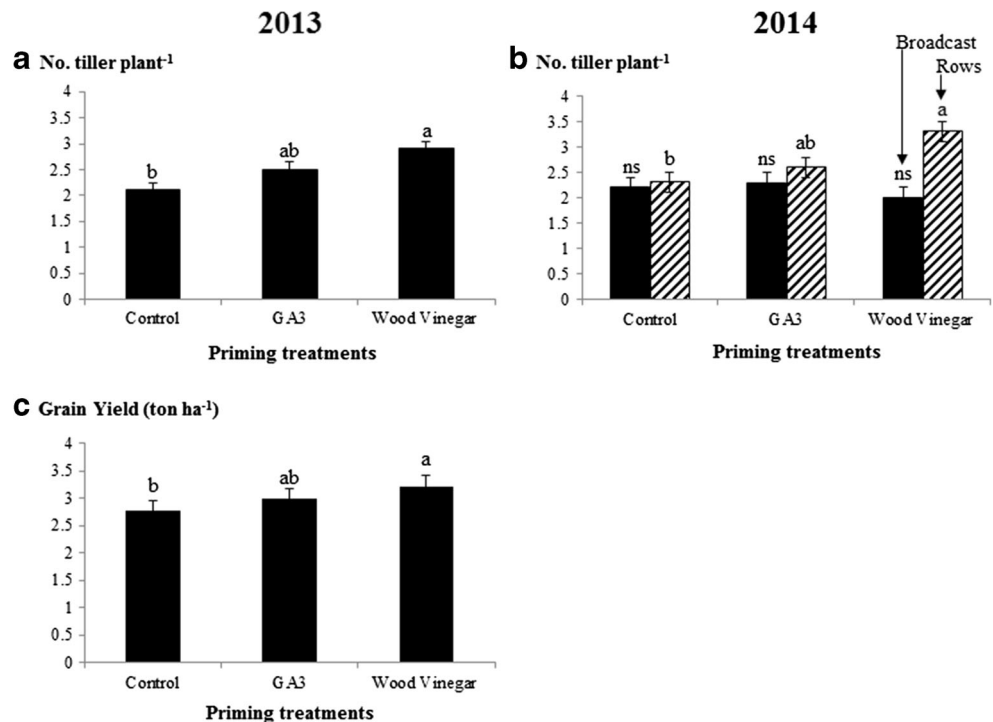 2013
2014
a No. tiller plant⁻¹
4
3.5
3
2.5
2
1.5
1
0.5
0
b
ab
a
Control
GA3
Wood Vinegar
Priming treatments
b No. tiller plant⁻¹
Broadcast
Rows
4
3.5
3
2.5
2
1.5
1
0.5
0
ns
b
ns
ab
ns
a
Control
GA3
Wood Vinegar
Priming treatments
c Grain Yield (ton ha⁻¹)
4
3.5
3
2.5
2
1.5
1
0.5
0
b
ab
a
Control
GA3
Wood Vinegar
Priming treatments